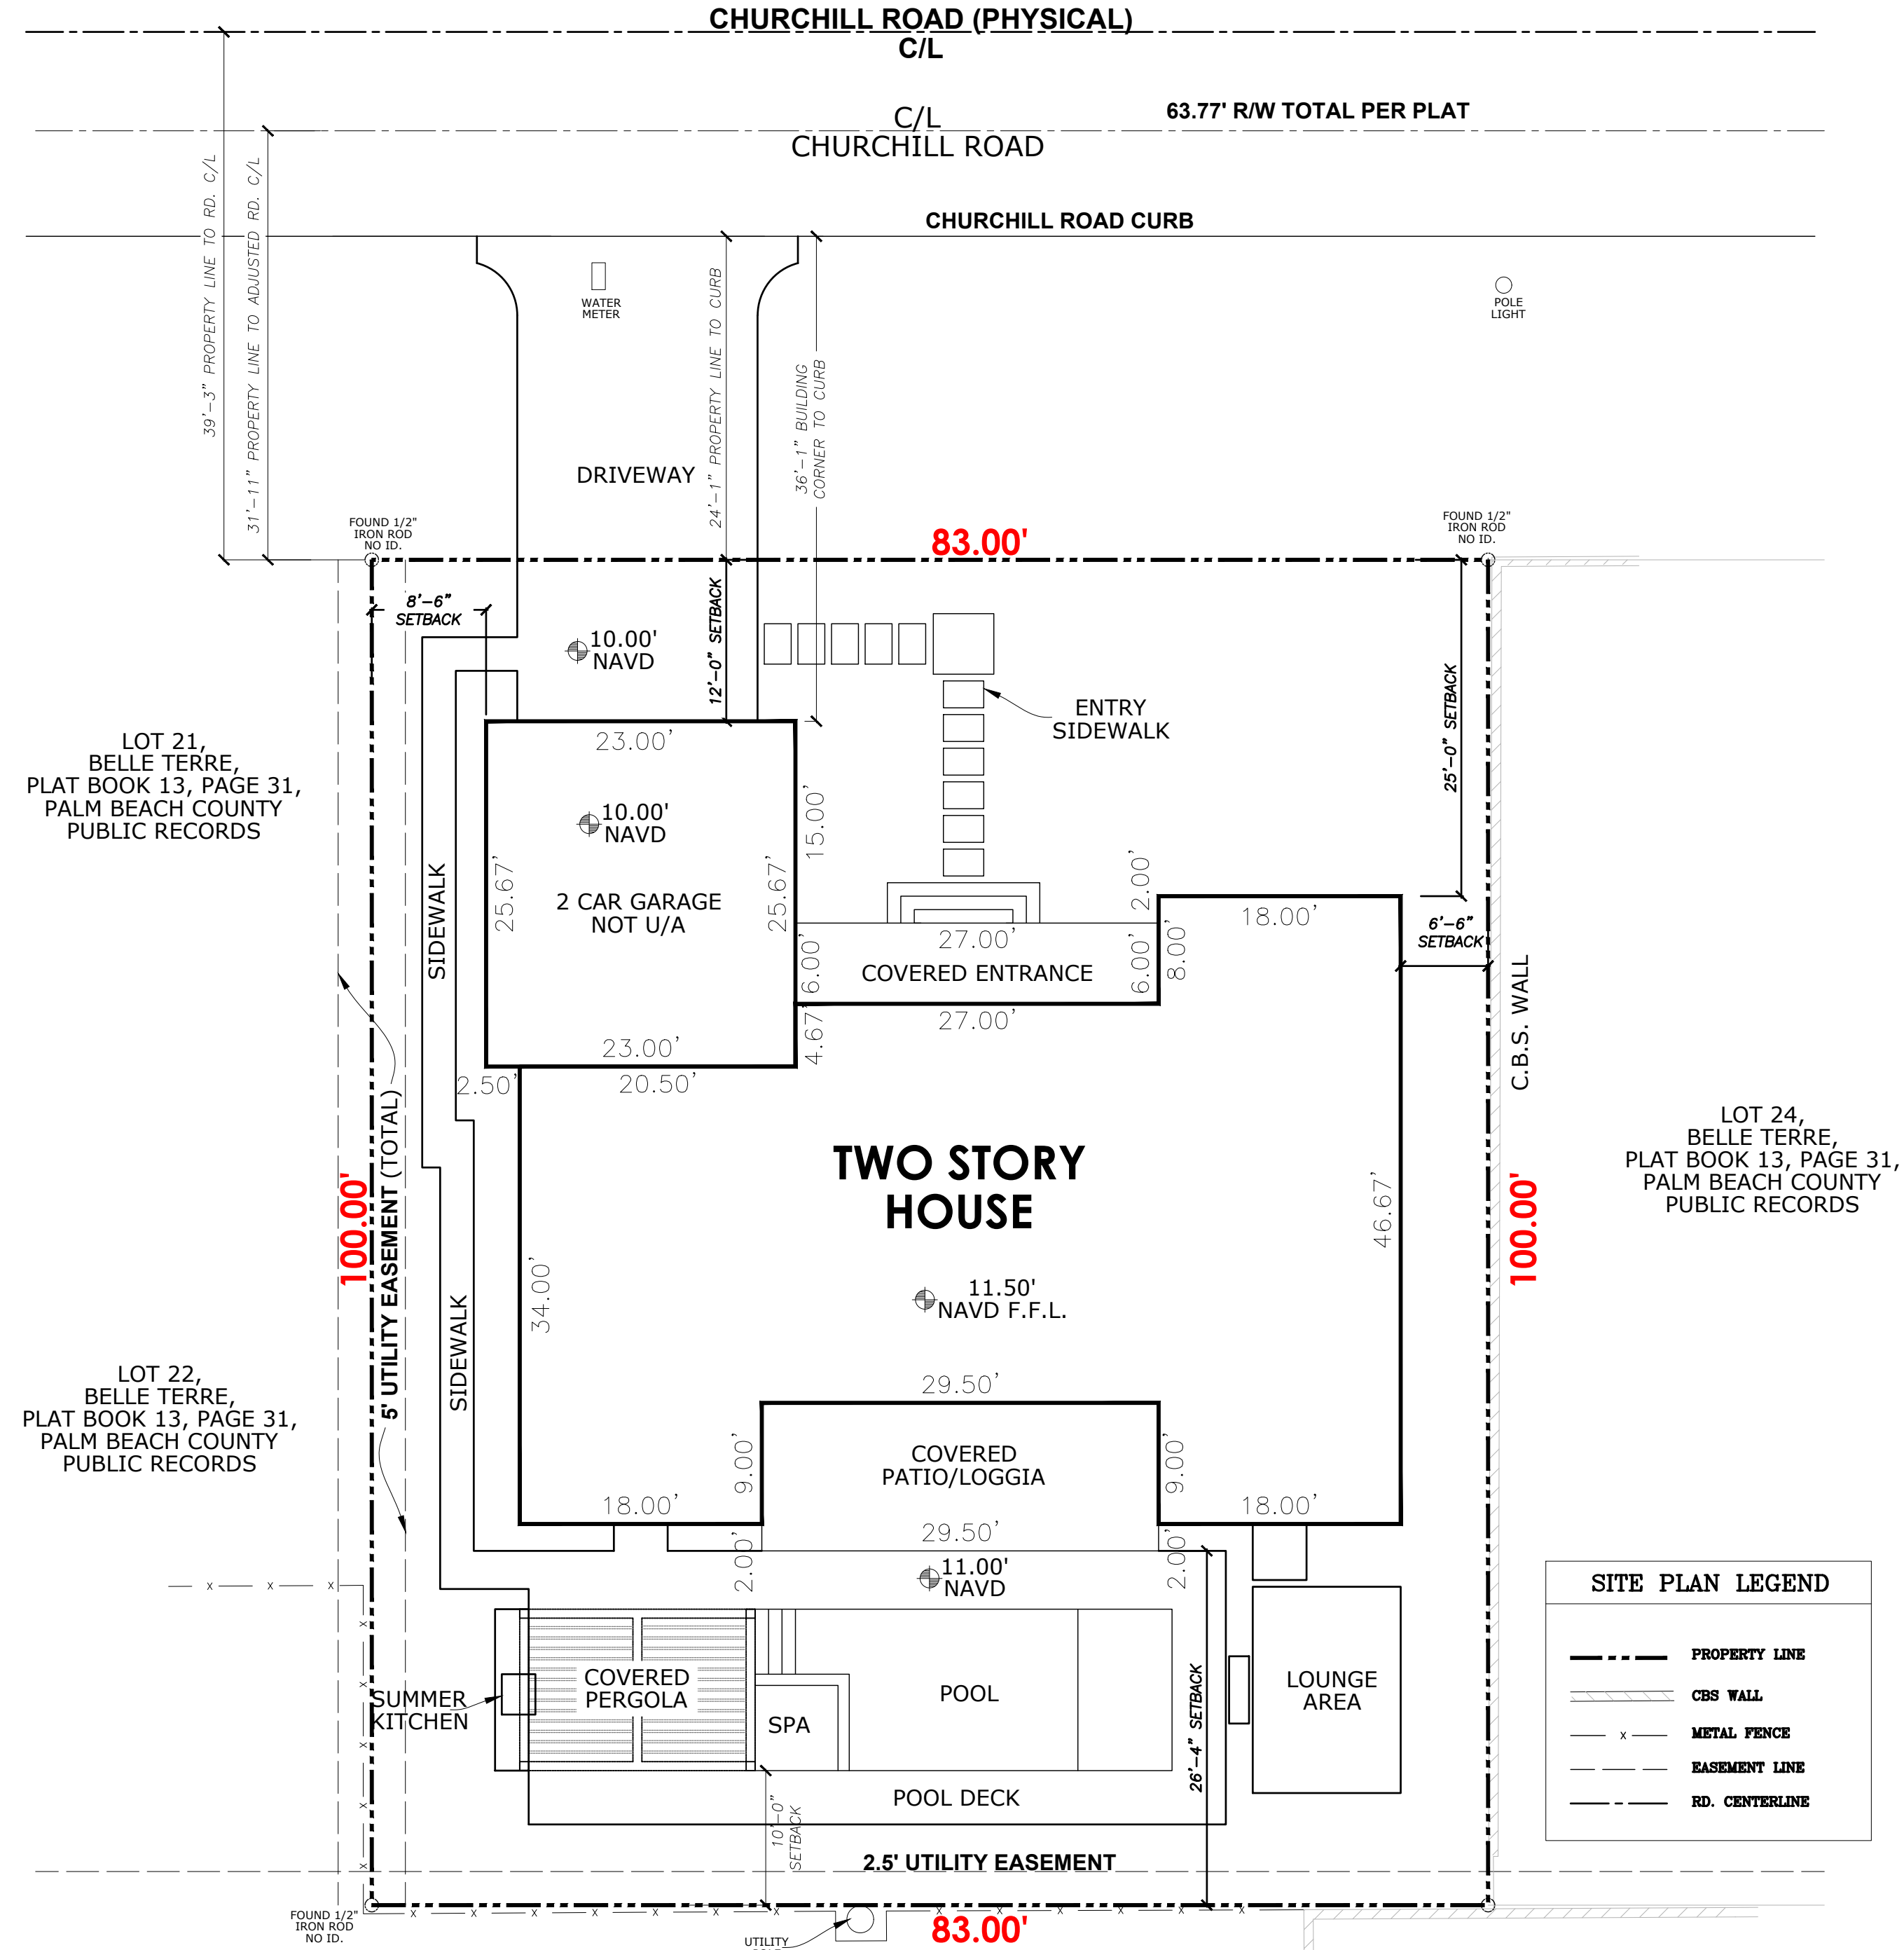 CHURCHILL ROAD (PHYSICAL)
C/L
63.77' R/W TOTAL PER PLAT
C/L
CHURCHILL ROAD
39'-3" PROPERTY LINE TO RD. C/L
31'-11" PROPERTY LINE TO ADJUSTED RD. C/L
CHURCHILL ROAD CURB
WATER
METER
24'-1" PROPERTY LINE TO CURB
36'-1" BUILDING
CORNER TO CURB
POLE
LIGHT
DRIVEWAY
FOUND 1/2"
IRON ROD
NO ID.
83.00'
FOUND 1/2"
IRON ROD
NO ID.
8'-6"
SETBACK
10.00'
NAVD
12'-0" SETBACK
ENTRY
SIDEWALK
25'-0" SETBACK
LOT 21,
BELLE TERRE,
PLAT BOOK 13, PAGE 31,
PALM BEACH COUNTY
PUBLIC RECORDS
23.00'
10.00'
NAVD
15.00'
25.67'
2 CAR GARAGE
NOT U/A
25.67'
SIDEWALK
2.00'
18.00'
6'-6"
SETBACK
27.00'
COVERED ENTRANCE
6.00'
6.00'
8.00'
27.00'
4.67'
23.00'
2.50'
20.50'
C.B.S. WALL
TWO STORY
HOUSE
46.67'
100.00'
5' UTILITY EASEMENT (TOTAL)
100.00'
LOT 24,
BELLE TERRE,
PLAT BOOK 13, PAGE 31,
PALM BEACH COUNTY
PUBLIC RECORDS
34.00'
11.50'
NAVD F.F.L.
SIDEWALK
LOT 22,
BELLE TERRE,
PLAT BOOK 13, PAGE 31,
PALM BEACH COUNTY
PUBLIC RECORDS
29.50'
9.00'
COVERED
PATIO/LOGGIA
9.00'
18.00'
18.00'
29.50'
2.00'
11.00'
NAVD
2.00'
SUMMER
KITCHEN
COVERED
PERGOLA
SPA
POOL
26'-4" SETBACK
LOUNGE
AREA
10'-0"
SETBACK
POOL DECK
2.5' UTILITY EASEMENT
SITE PLAN LEGEND
PROPERTY LINE
CBS WALL
x METAL FENCE
EASEMENT LINE
RD. CENTERLINE
FOUND 1/2"
IRON ROD
NO ID.
UTILITY
83.00'